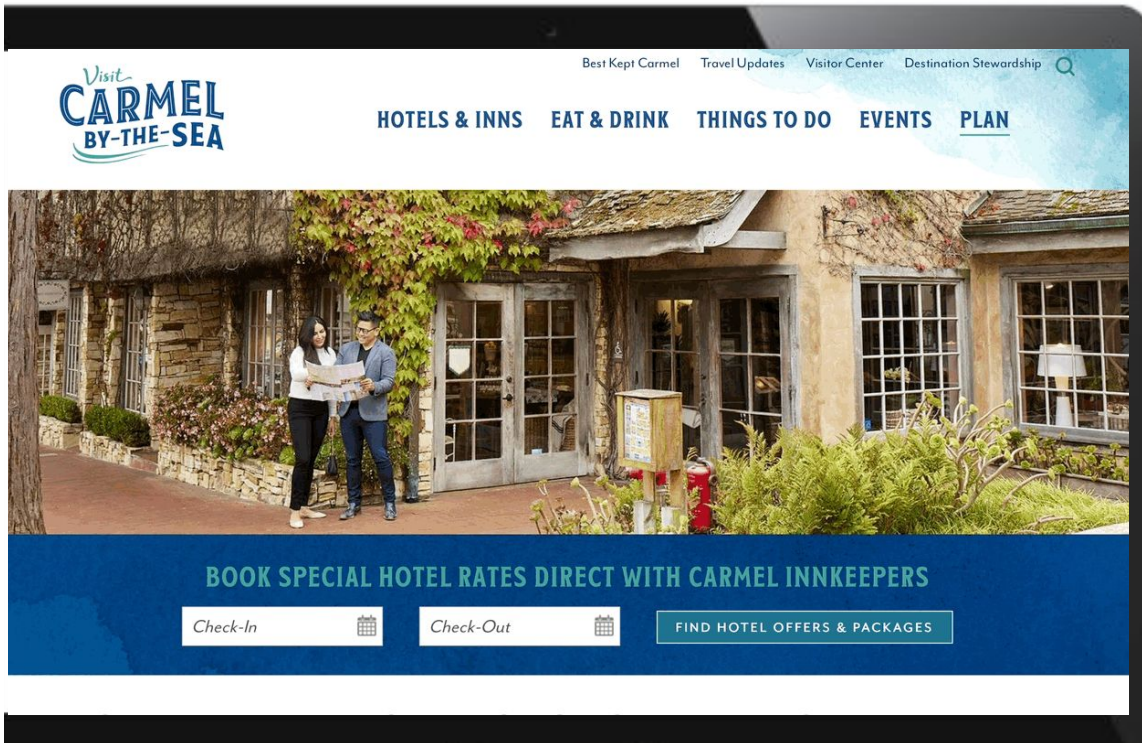 Visit
CARMEL
BY-THE-SEA
Best Kept Carmel Travel Updates Visitor Center Destination Stewardship
HOTELS & INNS EAT & DRINK THINGS TO DO EVENTS PLAN
BOOK SPECIAL HOTEL RATES DIRECT WITH CARMEL INNKEEPERS
Check-In Check-Out FIND HOTEL OFFERS & PACKAGES